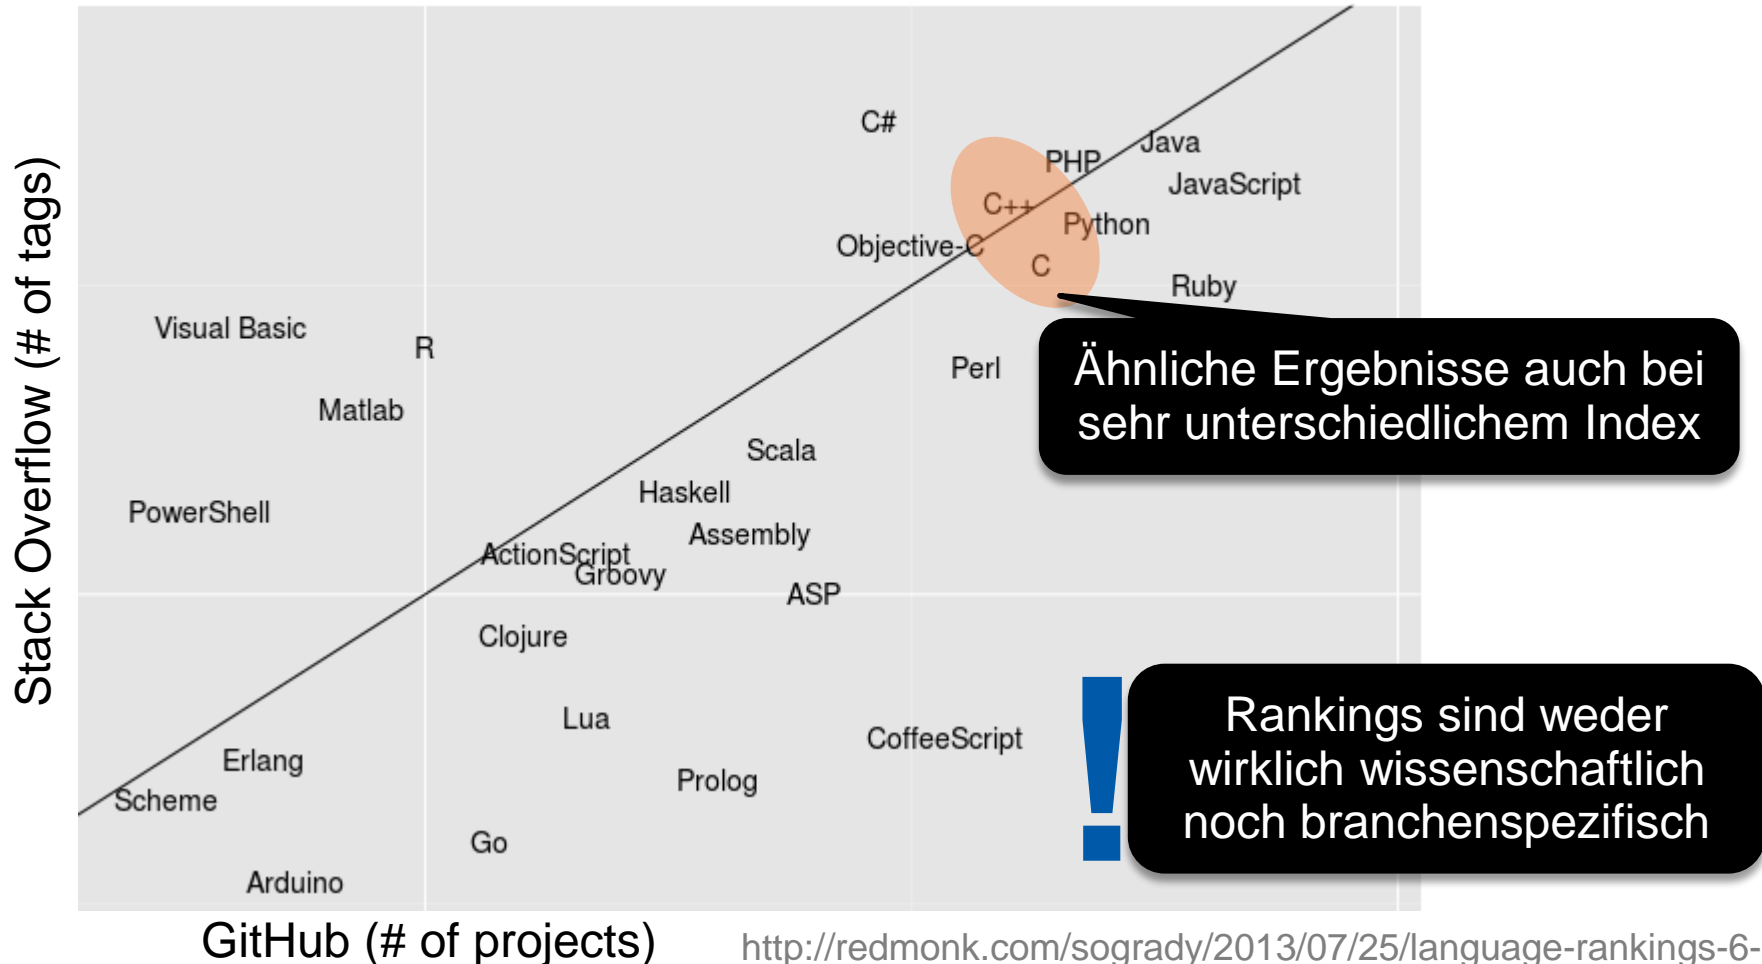 Stack Overflow (# of tags)
C#
Java
PHP
JavaScript
C++
Python
Objective-C
C
Ruby
Visual Basic
R
Perl
Ähnliche Ergebnisse auch bei
sehr unterschiedlichem Index
Matlab
Scala
Haskell
PowerShell
Assembly
ActionScript
Groovy
ASP
Clojure
Lua
CoffeeScript
Erlang
Prolog
Scheme
Go
Arduino
!
Rankings sind weder
wirklich wissenschaftlich
noch branchenspezifisch
GitHub (# of projects)
http://redmonk.com/sogrady/2013/07/25/language-rankings-6-